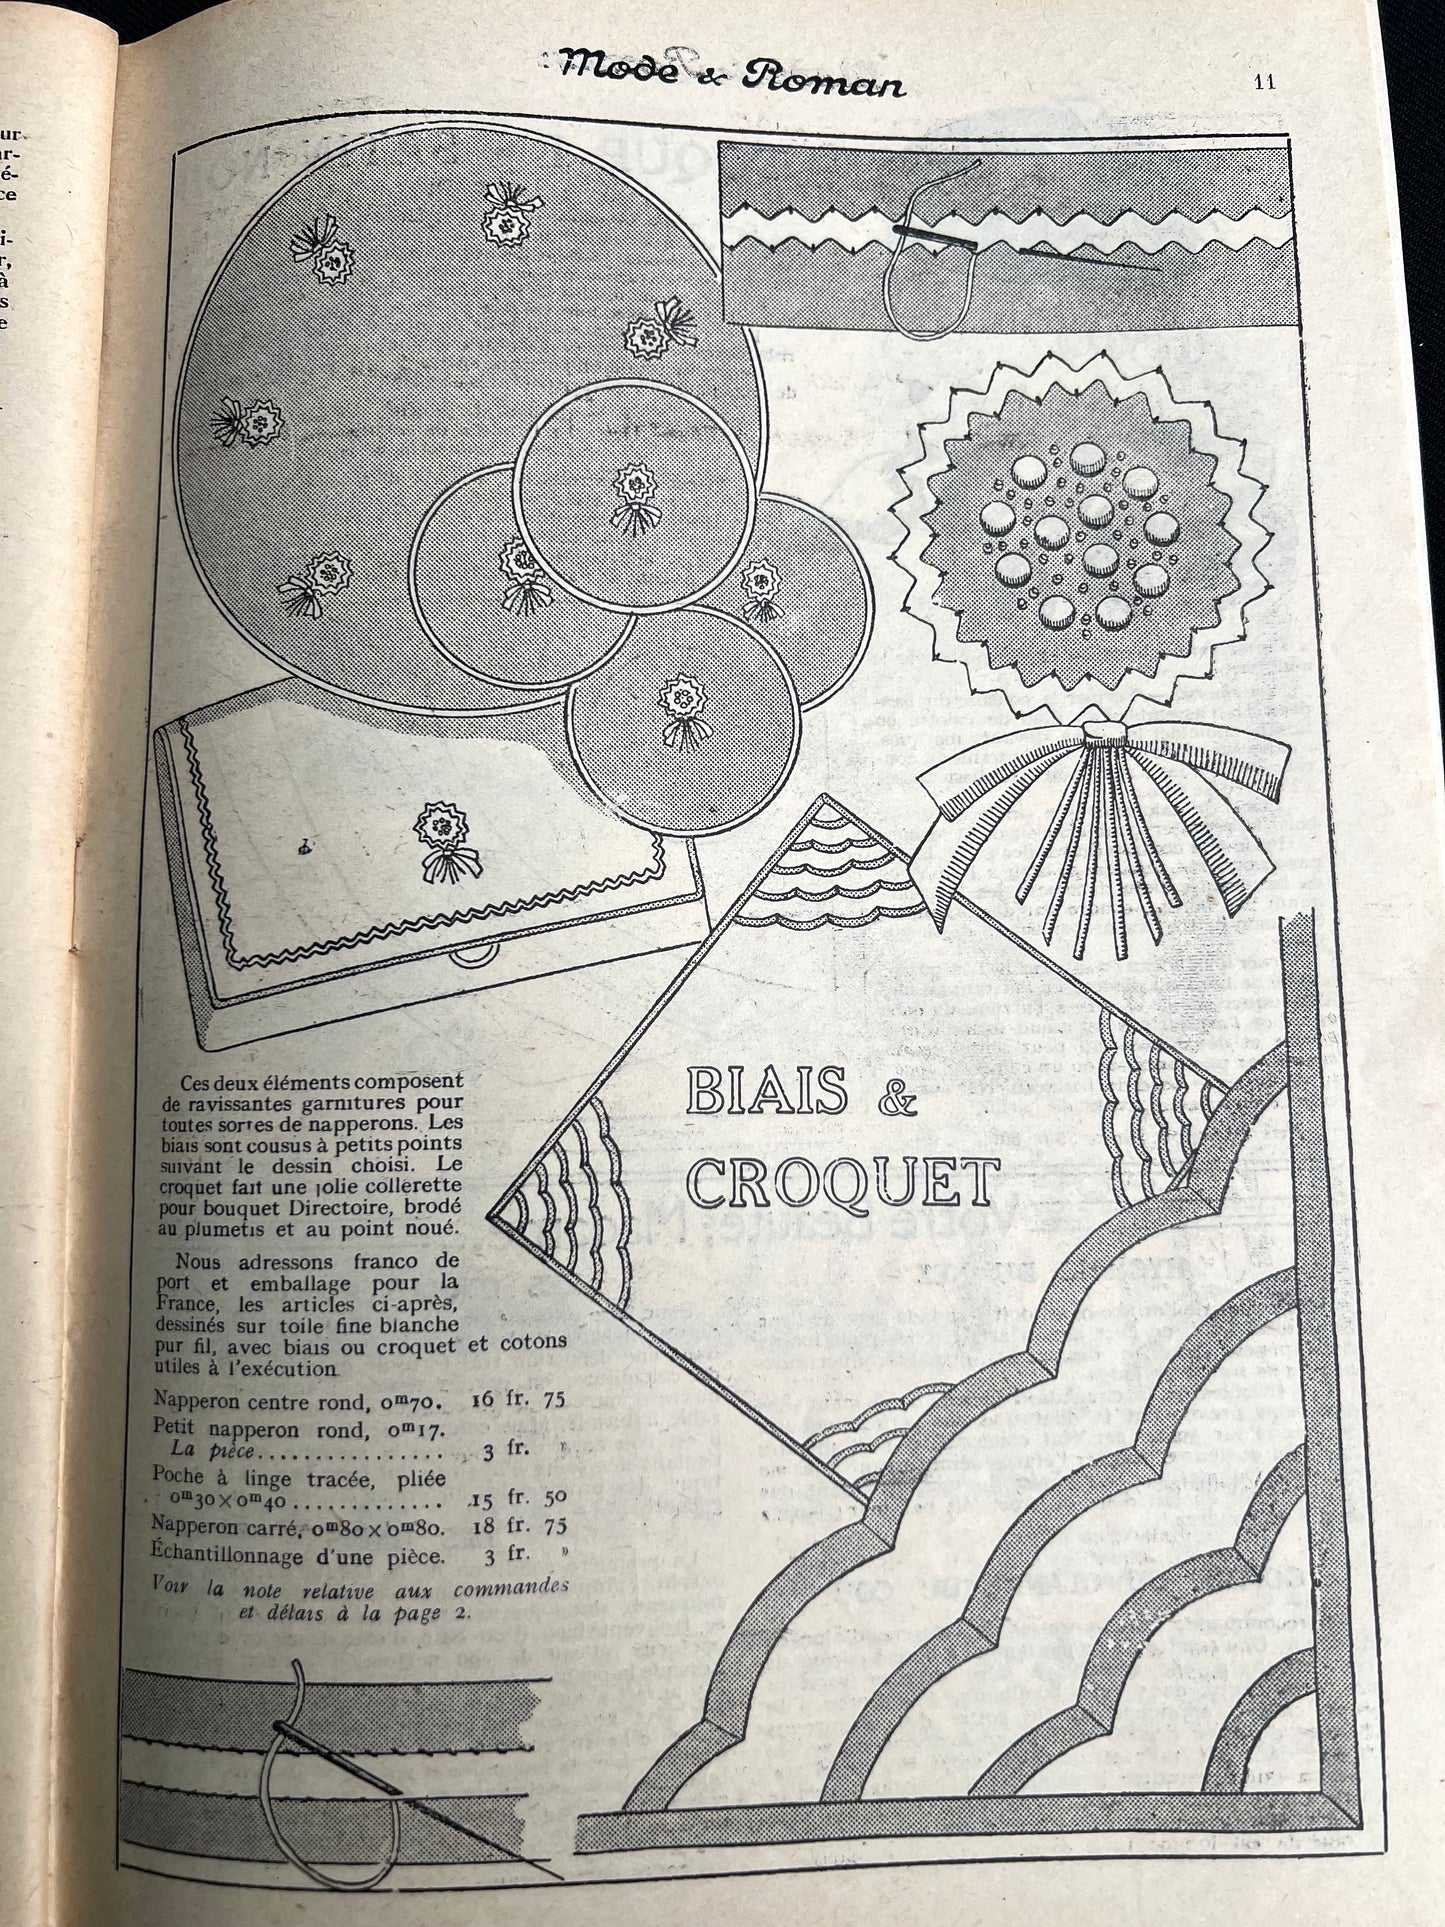 Mode & Roman
11
ur
ar-
é-
ce
i-
r,
à
s
e
BIAIS &
CROQUET
Ces deux éléments composent
de ravissantes garnitures pour
toutes sortes de napperons. Les
biais sont cousus à petits points
suivant le dessin choisi. Le
croquet fait une jolie collerette
pour bouquet Directoire, brodé
au plumetis et au point noué.
Nous adressons franco de
port et emballage pour la
France, les articles ci-après,
dessinés sur toile fine blanche
pur fil, avec biais ou croquet et cotons
utiles à l'exécution.
Napperon centre rond, 0m70. 16 fr. 75
Petit napperon rond, 0m17.
La pièce................ 3 fr. »
Poche à linge tracée, pliée
0m30×0m40............. 15 fr. 50
Napperon carré, 0m80×0m80. 18 fr. 75
Échantillonnage d'une pièce. 3 fr. »
Voir la note relative aux commandes
et délais à la page 2.